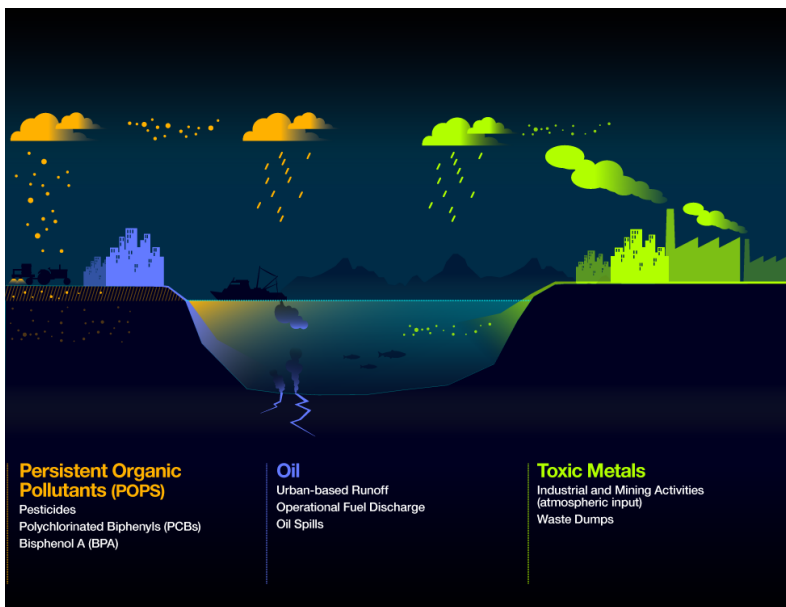 Persistent Organic
Pollutants (POPS)
Pesticides
Polychlorinated Biphenyls (PCBs)
Bisphenol A (BPA)
Oil
Urban-based Runoff
Operational Fuel Discharge
Oil Spills
Toxic Metals
Industrial and Mining Activities
(atmospheric input)
Waste Dumps